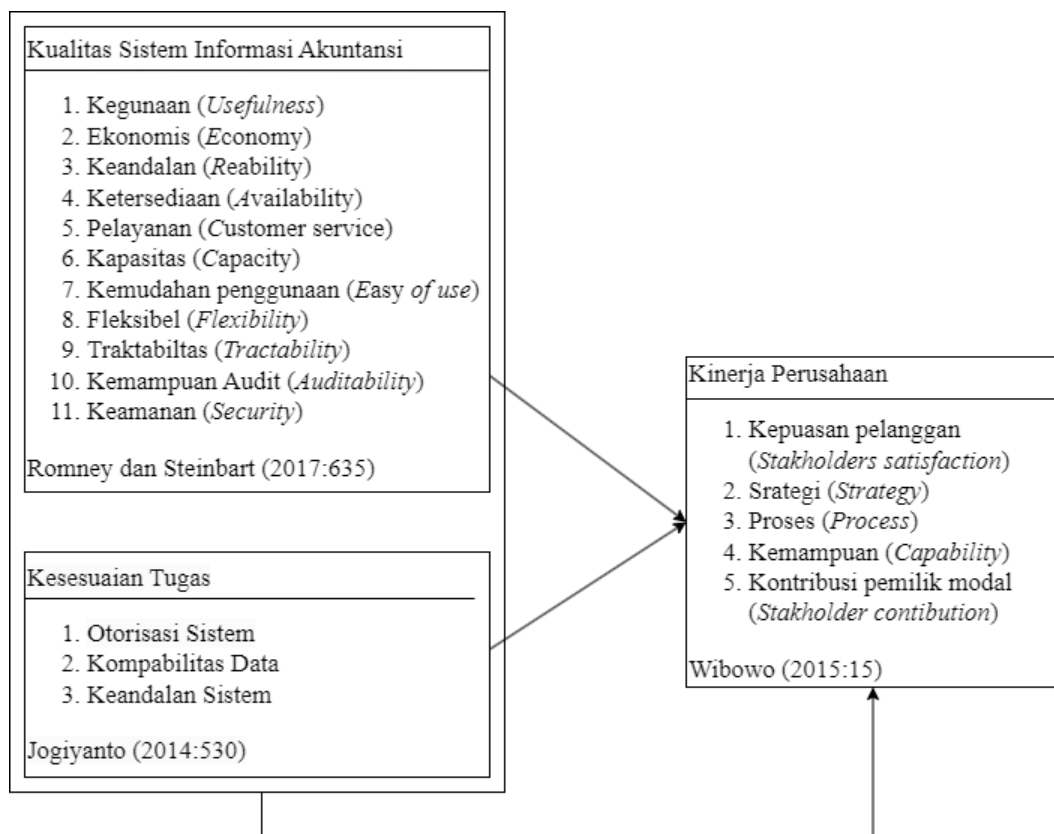 Kualitas Sistem Informasi Akuntansi
1. Kegunaan (Usefulness)
2. Ekonomis (Economy)
3. Keandalan (Reability)
4. Ketersediaan (Availability)
5. Pelayanan (Customer service)
6. Kapasitas (Capacity)
7. Kemudahan penggunaan (Easy of use)
8. Fleksibel (Flexibility)
9. Traktabiltas (Tractability)
10. Kemampuan Audit (Auditability)
11. Keamanan (Security)
Romney dan Steinbart (2017:635)
Kesesuaian Tugas
1. Otorisasi Sistem
2. Kompabilitas Data
3. Keandalan Sistem
Jogiyanto (2014:530)
Kinerja Perusahaan
1. Kepuasan pelanggan
(Stakholders satisfaction)
2. Srategi (Strategy)
3. Proses (Process)
4. Kemampuan (Capability)
5. Kontribusi pemilik modal
(Stakholder contibution)
Wibowo (2015:15)